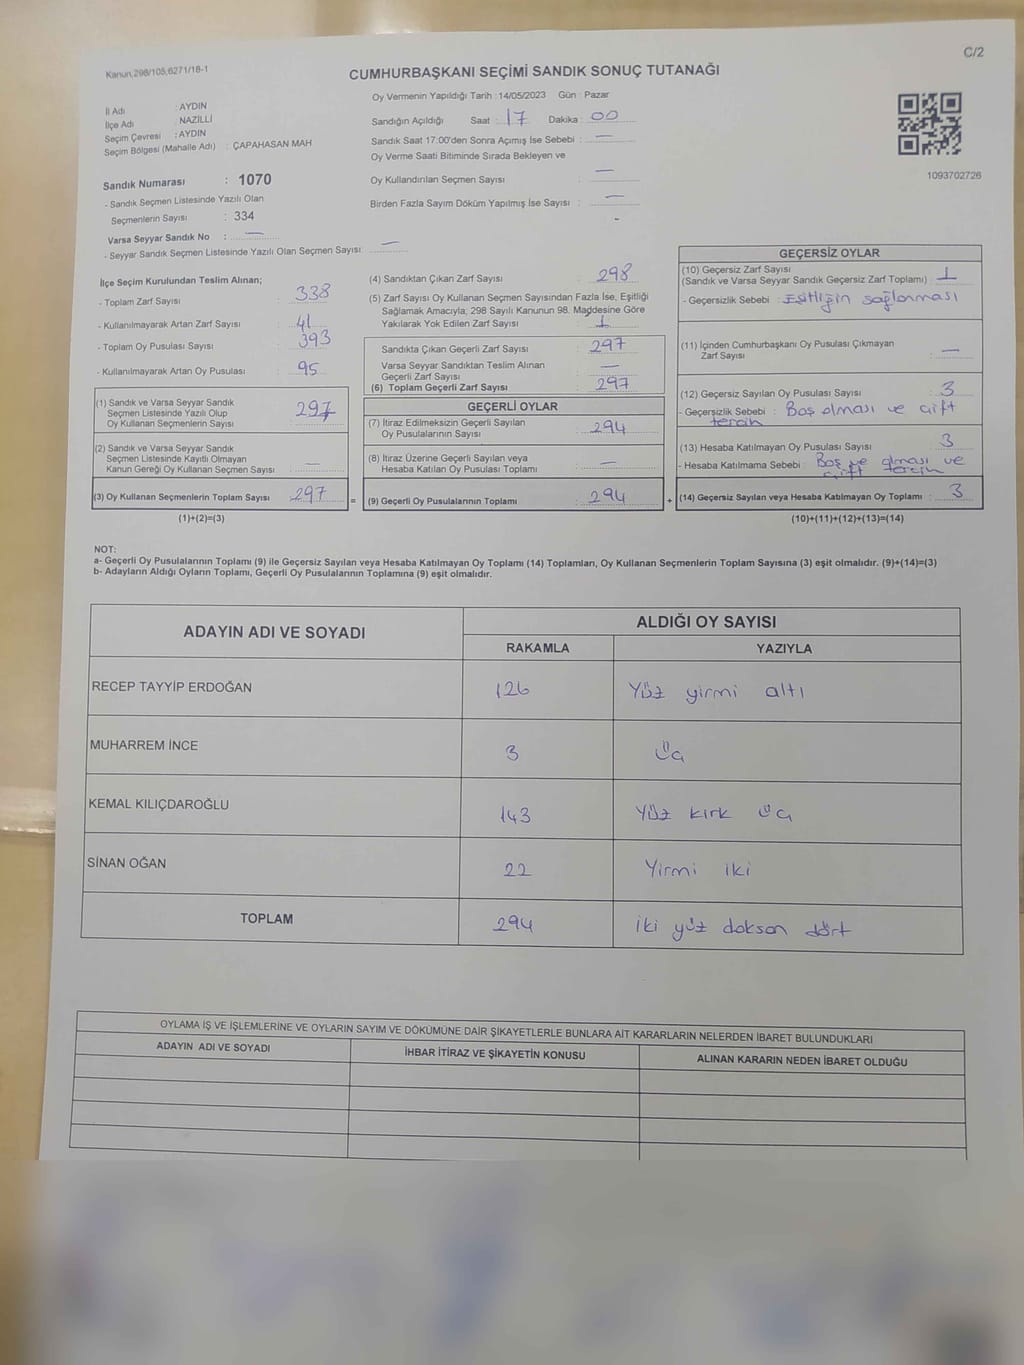 Kanun,298/105,6271/18-1
C/2
CUMHURBAŞKANI SEÇİMİ SANDIK SONUÇ TUTANAĞI
İl Adı : AYDIN
İlçe Adı : NAZİLLİ
Seçim Çevresi : AYDIN
Seçim Bölgesi (Mahalle Adı) : ÇAPAHASAN MAH
Oy Vermenin Yapıldığı Tarih :14/05/2023 Gün : Pazar
Sandığın Açıldığı Saat : 17 Dakika : 00
Sandık Saat 17:00'den Sonra Açımış İse Sebebi : —
Oy Verme Saati Bitiminde Sırada Bekleyen ve
Oy Kullandırılan Seçmen Sayısı : —
Birden Fazla Sayım Döküm Yapılmış İse Sayısı : —
1093702726
Sandık Numarası : 1070
- Sandık Seçmen Listesinde Yazılı Olan
Seçmenlerin Sayısı : 334
Varsa Seyyar Sandık No : —
- Seyyar Sandık Seçmen Listesinde Yazılı Olan Seçmen Sayısı: —
İlçe Seçim Kurulundan Teslim Alınan;
- Toplam Zarf Sayısı : 338
- Kullanılmayarak Artan Zarf Sayısı : 41
- Toplam Oy Pusulası Sayısı : 393
- Kullanılmayarak Artan Oy Pusulası : 95
(1) Sandık ve Varsa Seyyar Sandık
Seçmen Listesinde Yazılı Olup
Oy Kullanan Seçmenlerin Sayısı : 297
(2) Sandık ve Varsa Seyyar Sandık
Seçmen Listesinde Kayıtlı Olmayan
Kanun Gereği Oy Kullanan Seçmen Sayısı : —
(3) Oy Kullanan Seçmenlerin Toplam Sayısı : 297 =
(1)+(2)=(3)
(4) Sandıktan Çıkan Zarf Sayısı : 298
(5) Zarf Sayısı Oy Kullanan Seçmen Sayısından Fazla İse, Eşitliği
Sağlamak Amacıyla; 298 Sayılı Kanunun 98. Maddesine Göre
Yakılarak Yok Edilen Zarf Sayısı : 1
Sandıkta Çıkan Geçerli Zarf Sayısı : 297
Varsa Seyyar Sandıktan Teslim Alınan
Geçerli Zarf Sayısı : —
(6) Toplam Geçerli Zarf Sayısı : 297
GEÇERLİ OYLAR
(7) İtiraz Edilmeksizin Geçerli Sayılan
Oy Pusulalarının Sayısı : 294
(8) İtiraz Üzerine Geçerli Sayılan veya
Hesaba Katılan Oy Pusulası Toplamı : —
(9) Geçerli Oy Pusulalarının Toplamı : 294 +
GEÇERSİZ OYLAR
(10) Geçersiz Zarf Sayısı
(Sandık ve Varsa Seyyar Sandık Geçersiz Zarf Toplamı) : 1
- Geçersizlik Sebebi : Eşitliğin sağlanması
(11) İçinden Cumhurbaşkanı Oy Pusulası Çıkmayan
Zarf Sayısı : —
(12) Geçersiz Sayılan Oy Pusulası Sayısı : 3
- Geçersizlik Sebebi : Boş olması ve çift
tercih
(13) Hesaba Katılmayan Oy Pusulası Sayısı : 3
- Hesaba Katılmama Sebebi : Boş olması ve
çift tercih
(14) Geçersiz Sayılan veya Hesaba Katılmayan Oy Toplamı : 3
(10)+(11)+(12)+(13)=(14)
NOT:
a- Geçerli Oy Pusulalarının Toplamı (9) ile Geçersiz Sayılan veya Hesaba Katılmayan Oy Toplamı (14) Toplamları, Oy Kullanan Seçmenlerin Toplam Sayısına (3) eşit olmalıdır. (9)+(14)=(3)
b- Adayların Aldığı Oyların Toplamı, Geçerli Oy Pusulalarının Toplamına (9) eşit olmalıdır.
ADAYIN ADI VE SOYADI
ALDIĞI OY SAYISI
RAKAMLA YAZIYLA
RECEP TAYYİP ERDOĞAN 126 Yüz yirmi altı
MUHARREM İNCE 3 üç
KEMAL KILIÇDAROĞLU 143 Yüz kırk üç
SİNAN OĞAN 22 Yirmi iki
TOPLAM 294 iki yüz doksan dört
OYLAMA İŞ VE İŞLEMLERİNE VE OYLARIN SAYIM VE DÖKÜMÜNE DAİR ŞİKAYETLERLE BUNLARA AİT KARARLARIN NELERDEN İBARET BULUNDUKLARI
ADAYIN ADI VE SOYADI İHBAR İTİRAZ VE ŞİKAYETİN KONUSU ALINAN KARARIN NEDEN İBARET OLDUĞU